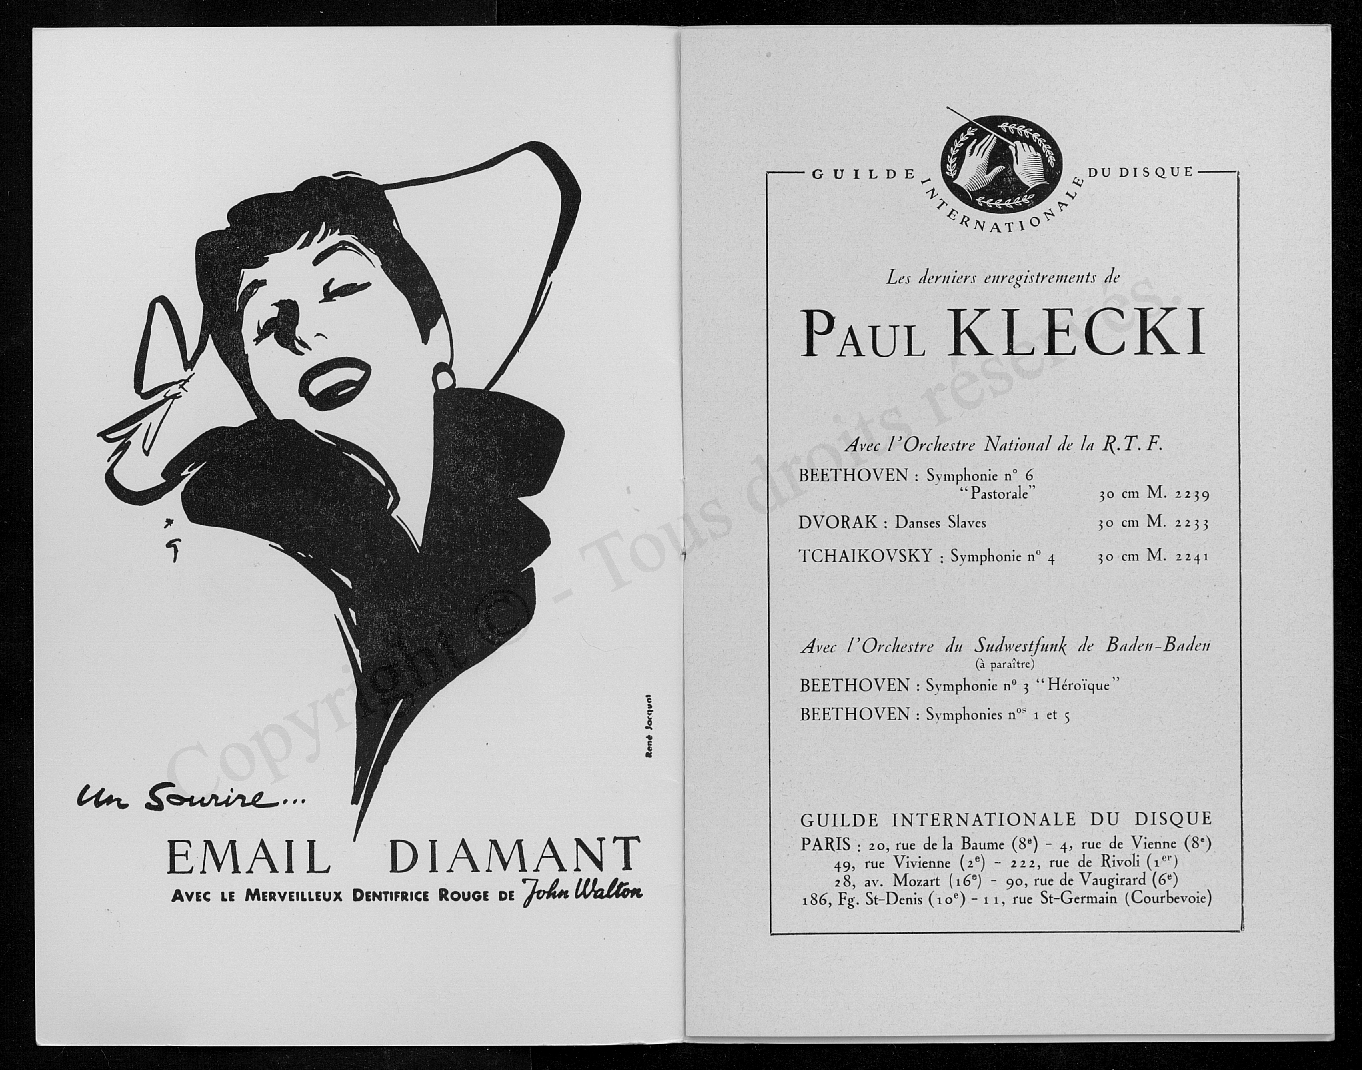 Un Sourire...
EMAIL DIAMANT
AVEC LE MERVEILLEUX DENTIFRICE ROUGE DE John Walton
René Jacquot
GUILDE INTERNATIONALE DU DISQUE
Les derniers enregistrements de
PAUL KLECKI
Avec l'Orchestre National de la R.T.F.
BEETHOVEN : Symphonie n° 6
"Pastorale" 30 cm M. 2239
DVORAK : Danses Slaves 30 cm M. 2233
TCHAIKOVSKY : Symphonie n° 4 30 cm M. 2241
Avec l'Orchestre du Sudwestfunk de Baden-Baden
(à paraître)
BEETHOVEN : Symphonie n° 3 "Héroïque"
BEETHOVEN : Symphonies nos 1 et 5
GUILDE INTERNATIONALE DU DISQUE
PARIS : 20, rue de la Baume (8e) - 4, rue de Vienne (8e)
49, rue Vivienne (2e) - 222, rue de Rivoli (1er)
28, av. Mozart (16e) - 90, rue de Vaugirard (6e)
186, Fg. St-Denis (10e) - 11, rue St-Germain (Courbevoie)
Copyright © - Tous droits réservés.